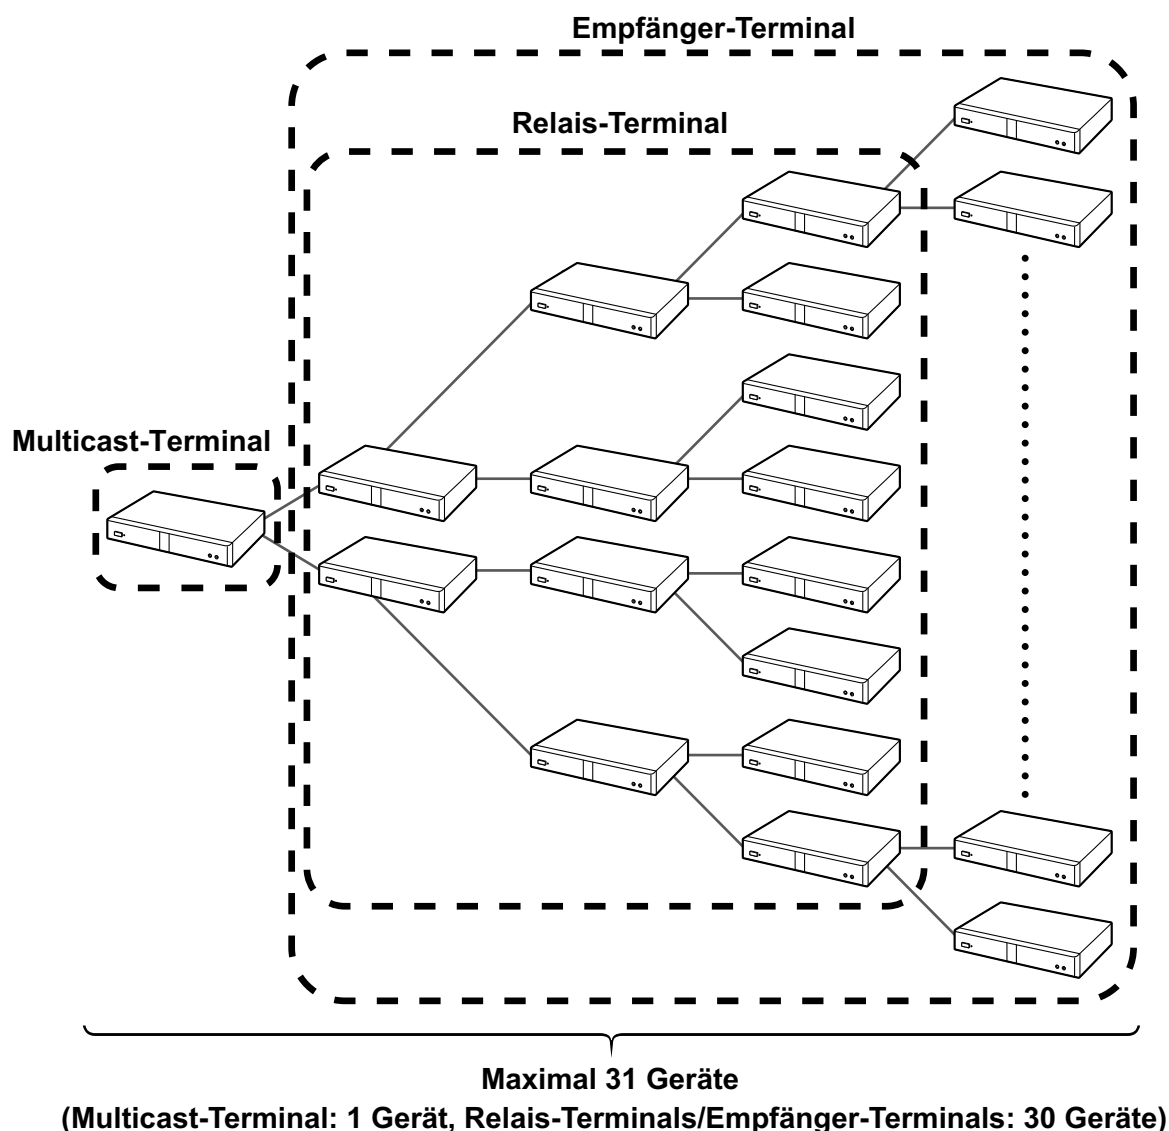 Empfänger-Terminal
Relais-Terminal
Multicast-Terminal
Maximal 31 Geräte
(Multicast-Terminal: 1 Gerät, Relais-Terminals/Empfänger-Terminals: 30 Geräte)